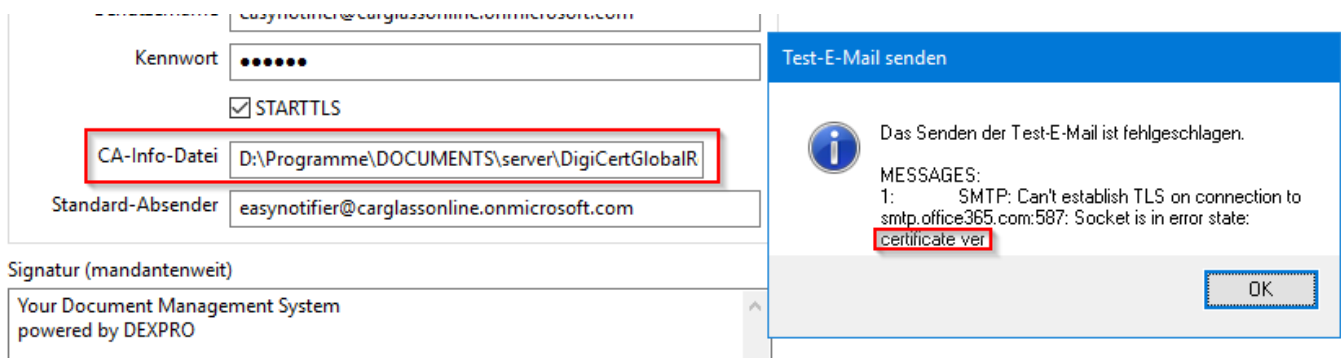 easynotifier@carglassonline.onmicrosoft.com
Kennwort ●●●●●●
STARTTLS
CA-Info-Datei D:\Programme\DOCUMENTS\server\DigiCertGlobalR
Standard-Absender easynotifier@carglassonline.onmicrosoft.com
Signatur (mandantenweit)
Your Document Management System
powered by DEXPRO
Test-E-Mail senden
Das Senden der Test-E-Mail ist fehlgeschlagen.
MESSAGES:
1: SMTP: Can't establish TLS on connection to
smtp.office365.com:587: Socket is in error state:
certificate ver
OK